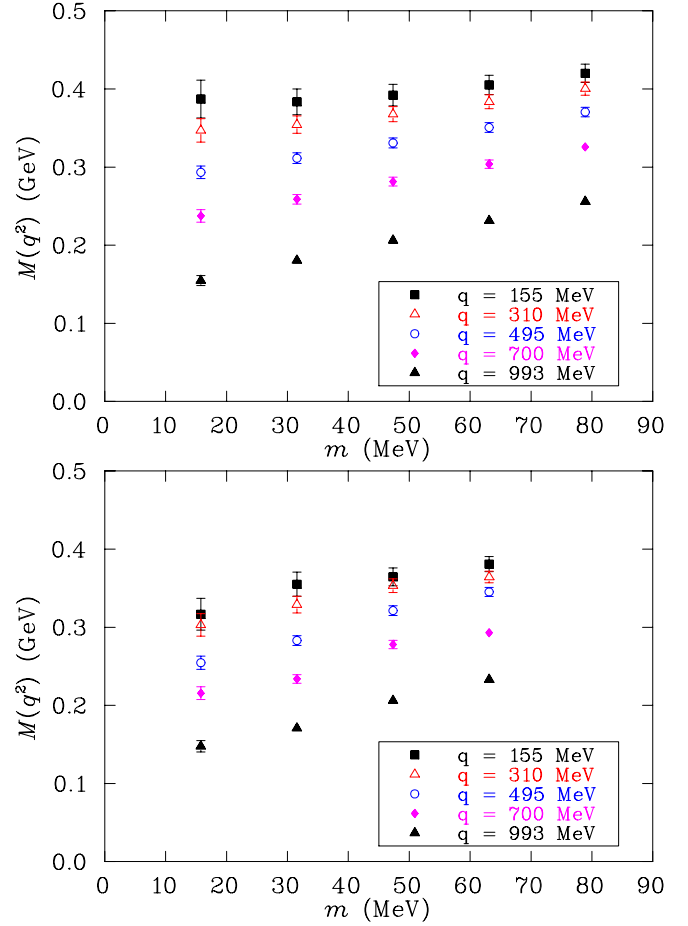 0.5
0.4
0.3
0.2
0.1
0.0
M(q²) (GeV)
q = 155 MeV
q = 310 MeV
q = 495 MeV
q = 700 MeV
q = 993 MeV
0 10 20 30 40 50 60 70 80 90
m (MeV)
0.5
0.4
0.3
0.2
0.1
0.0
M(q²) (GeV)
q = 155 MeV
q = 310 MeV
q = 495 MeV
q = 700 MeV
q = 993 MeV
0 10 20 30 40 50 60 70 80 90
m (MeV)